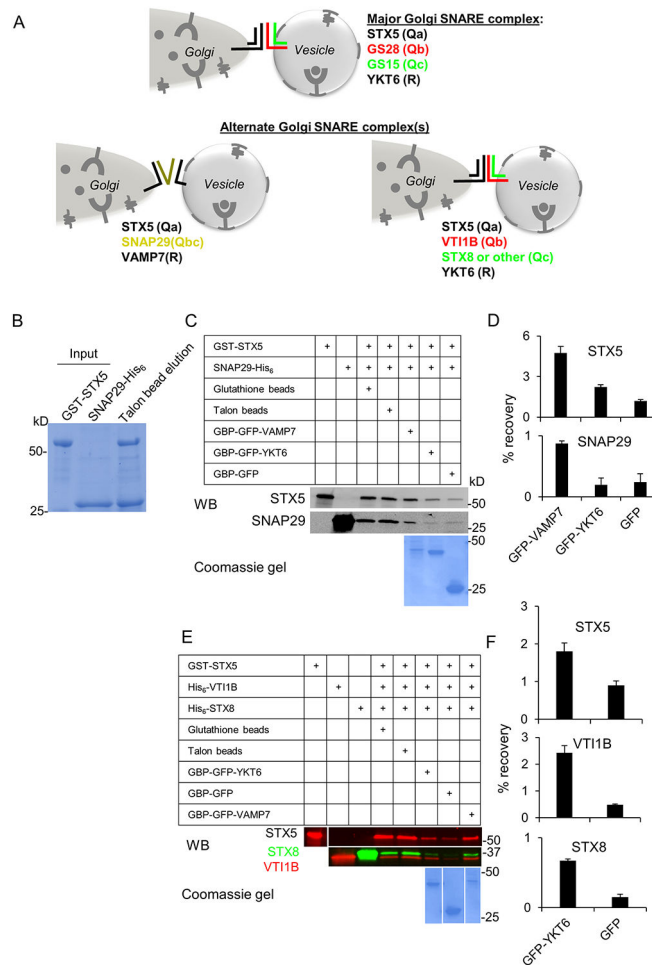 A
Golgi
Vesicle
Major Golgi SNARE complex:
STX5 (Qa)
GS28 (Qb)
GS15 (Qc)
YKT6 (R)
Alternate Golgi SNARE complex(s)
Golgi
Vesicle
STX5 (Qa)
SNAP29(Qbc)
VAMP7(R)
Golgi
Vesicle
STX5 (Qa)
VTI1B (Qb)
STX8 or other (Qc)
YKT6 (R)
B
Input
GST-STX5
SNAP29-His6
Talon bead elution
kD
50-
25-
C
GST-STX5 + + + + + +
SNAP29-His6 + + + + + +
Glutathione beads +
Talon beads +
GBP-GFP-VAMP7 +
GBP-GFP-YKT6 +
GBP-GFP +
kD
WB
STX5
-50
SNAP29
-25
-50
Coomassie gel
-25
D
6
STX5
3
0
1
SNAP29
0.5
0
% recovery
GFP-VAMP7
GFP-YKT6
GFP
E
GST-STX5 + + + + + +
His6-VTI1B + + + + + +
His6-STX8 + + + + + +
Glutathione beads +
Talon beads +
GBP-GFP-YKT6 +
GBP-GFP +
GBP-GFP-VAMP7 +
WB
STX5
-50
STX8
-37
VTI1B
-50
Coomassie gel
-25
F
3
STX5
2
1
0
3
VTI1B
2
1
0
1
STX8
0
% recovery
GFP-YKT6
GFP